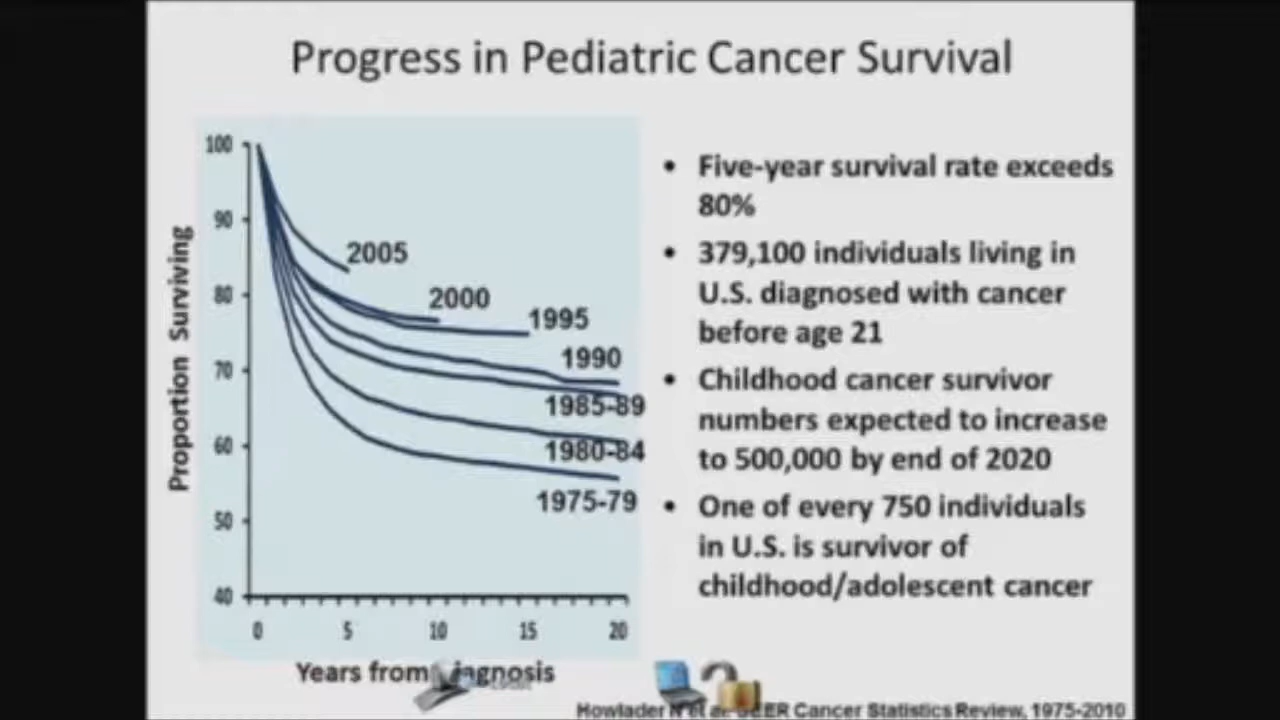 Progress in Pediatric Cancer Survival
100
90
80
70
60
50
40
Proportion Surviving
2005
2000
1995
1990
1985-89
1980-84
1975-79
0 5 10 15 20
Years from
• Five-year survival rate exceeds
80%
• 379,100 individuals living in
U.S. diagnosed with cancer
before age 21
• Childhood cancer survivor
numbers expected to increase
to 500,000 by end of 2020
• One of every 750 individuals
in U.S. is survivor of
childhood/adolescent cancer
Howlader N et al Cancer Statistics Review, 1975-2010